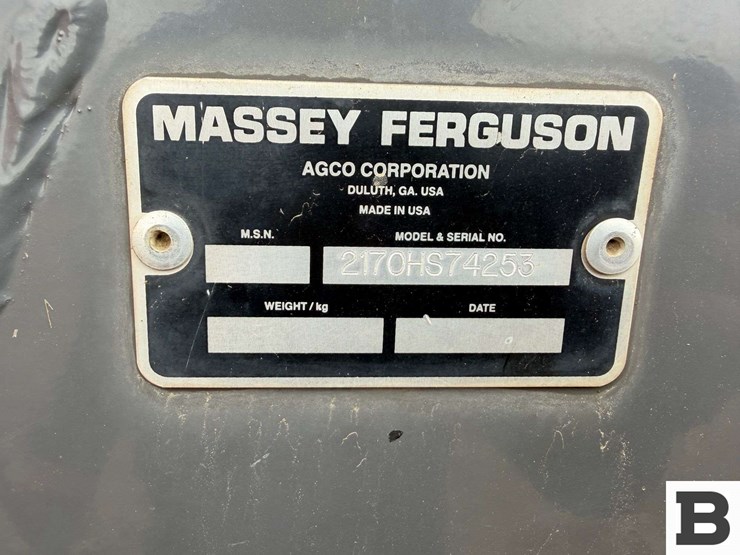 MASSEY FERGUSON
AGCO CORPORATION
DULUTH, GA. USA
MADE IN USA
M.S.N. MODEL & SERIAL NO.
2170HS74253
WEIGHT / kg DATE
B